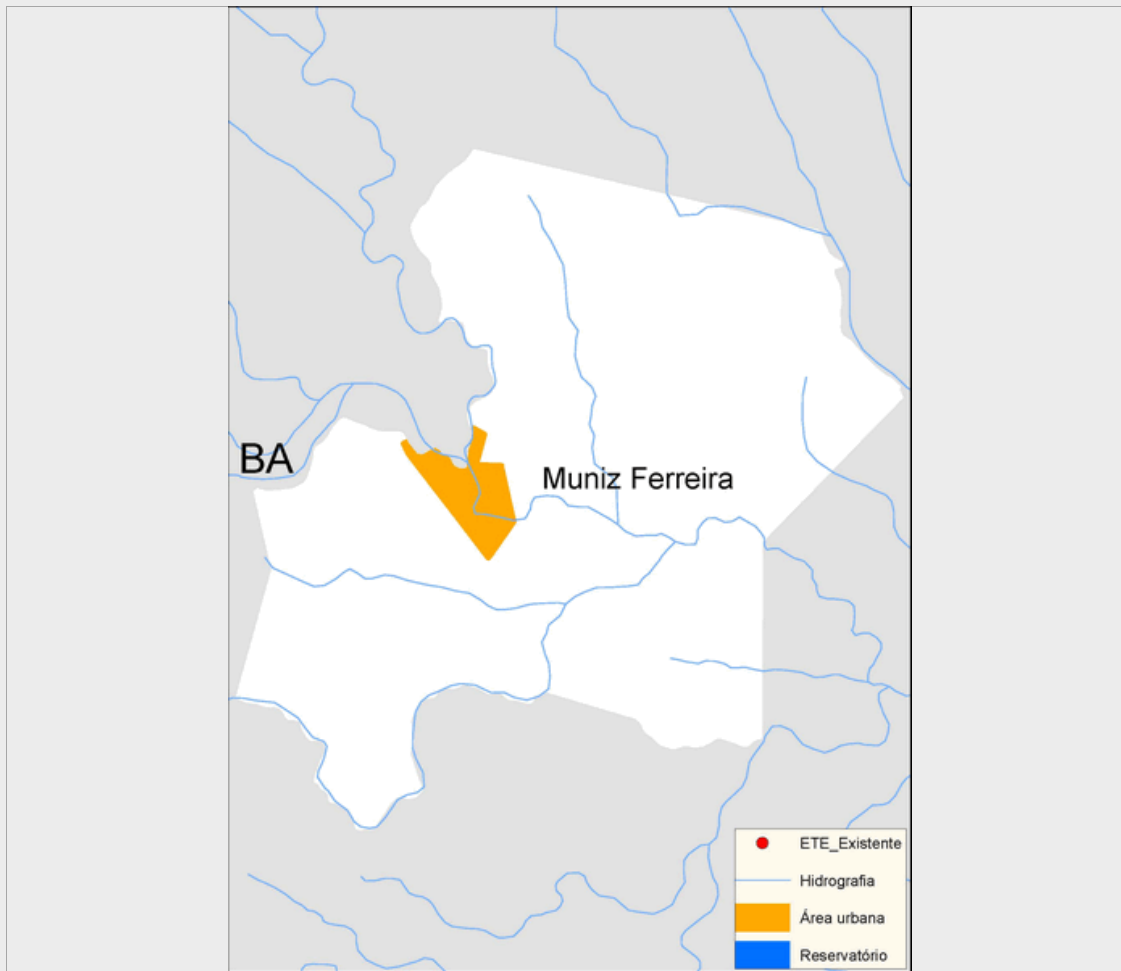 BA
Muniz Ferreira
ETE_Existente
Hidrografia
Área urbana
Reservatório